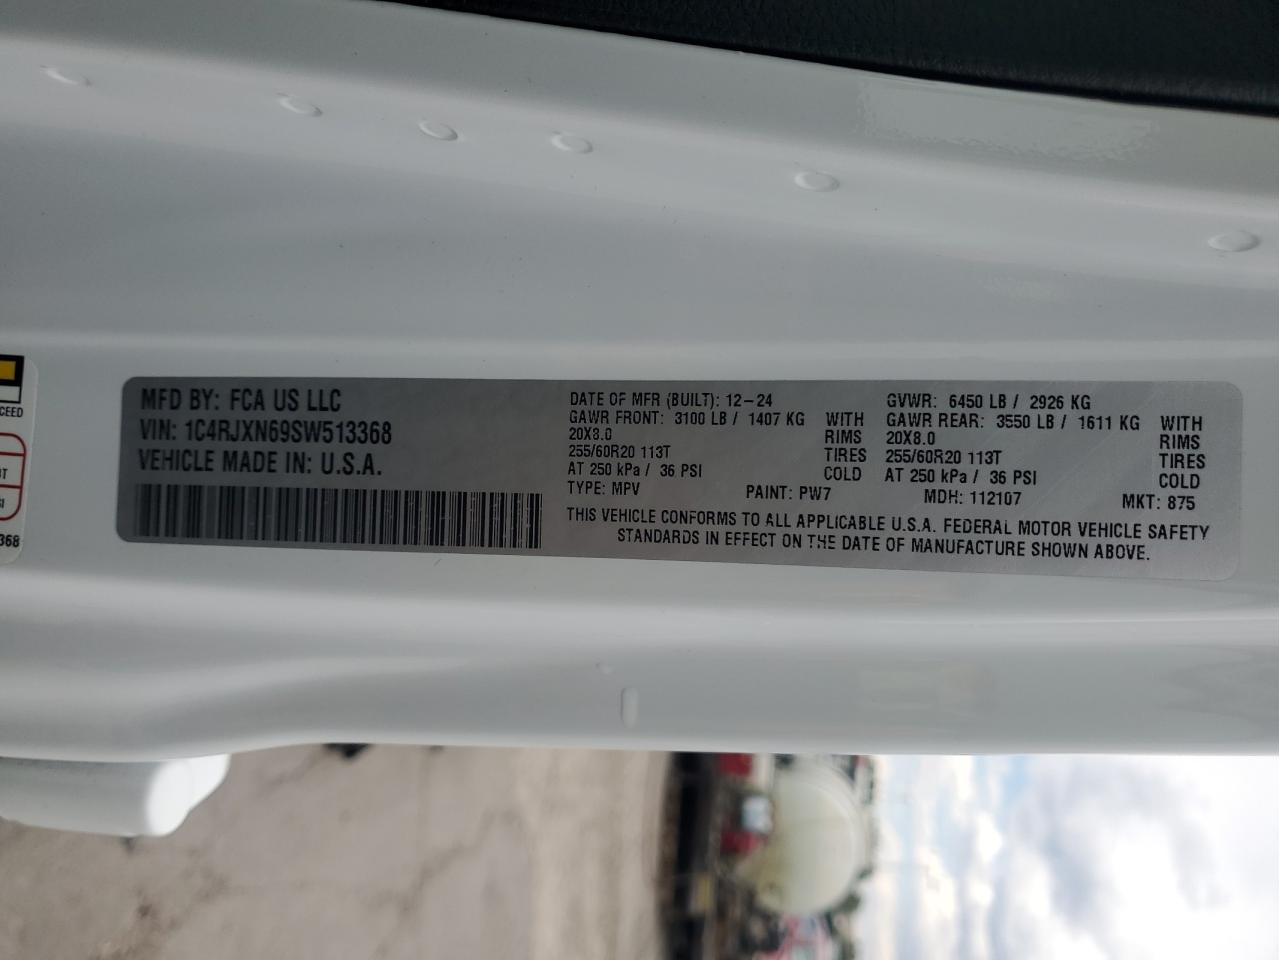 CEED
368
MFD BY: FCA US LLC
VIN: 1C4RJXN69SW513368
VEHICLE MADE IN: U.S.A.
DATE OF MFR (BUILT): 12-24
GAWR FRONT: 3100 LB / 1407 KG WITH
20X8.0 RIMS
255/60R20 113T TIRES
AT 250 kPa / 36 PSI COLD
GVWR: 6450 LB / 2926 KG
GAWR REAR: 3550 LB / 1611 KG WITH
20X8.0 RIMS
255/60R20 113T TIRES
AT 250 kPa / 36 PSI COLD
TYPE: MPV PAINT: PW7 MDH: 112107 MKT: 875
THIS VEHICLE CONFORMS TO ALL APPLICABLE U.S.A. FEDERAL MOTOR VEHICLE SAFETY
STANDARDS IN EFFECT ON THE DATE OF MANUFACTURE SHOWN ABOVE.